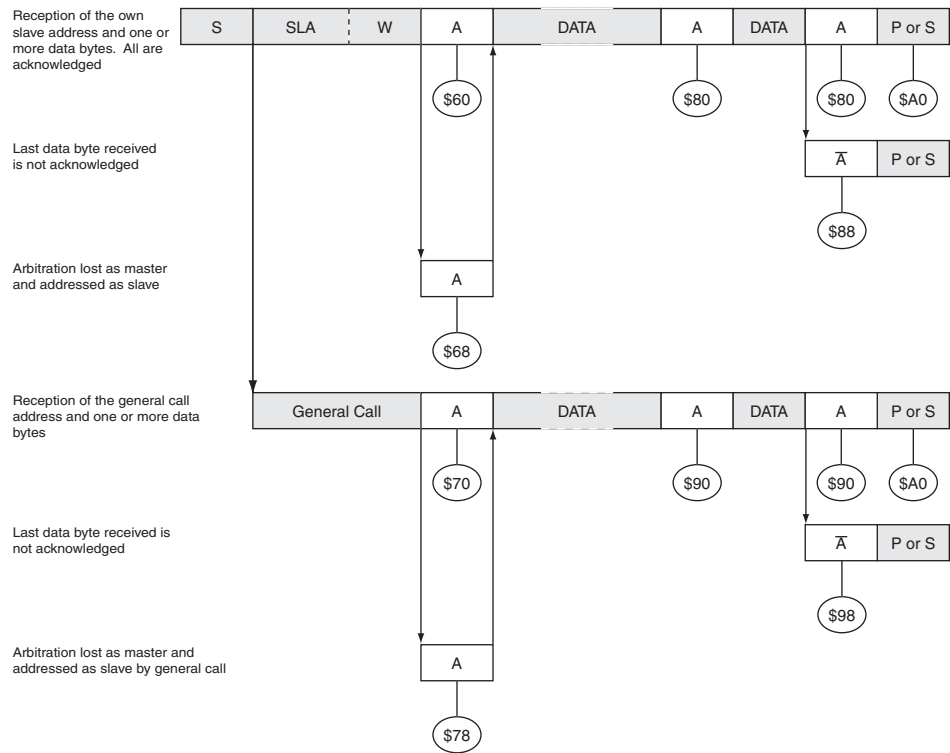 Reception of the own
slave address and one or
more data bytes.  All are
acknowledged
S SLA W A DATA A DATA A P or S
$60 $80 $80 $A0
Last data byte received
is not acknowledged
A̅ P or S
$88
Arbitration lost as master
and addressed as slave
A
$68
Reception of the general call
address and one or more data
bytes
General Call A DATA A DATA A P or S
$70 $90 $90 $A0
Last data byte received is
not acknowledged
A̅ P or S
$98
Arbitration lost as master and
addressed as slave by general call
A
$78